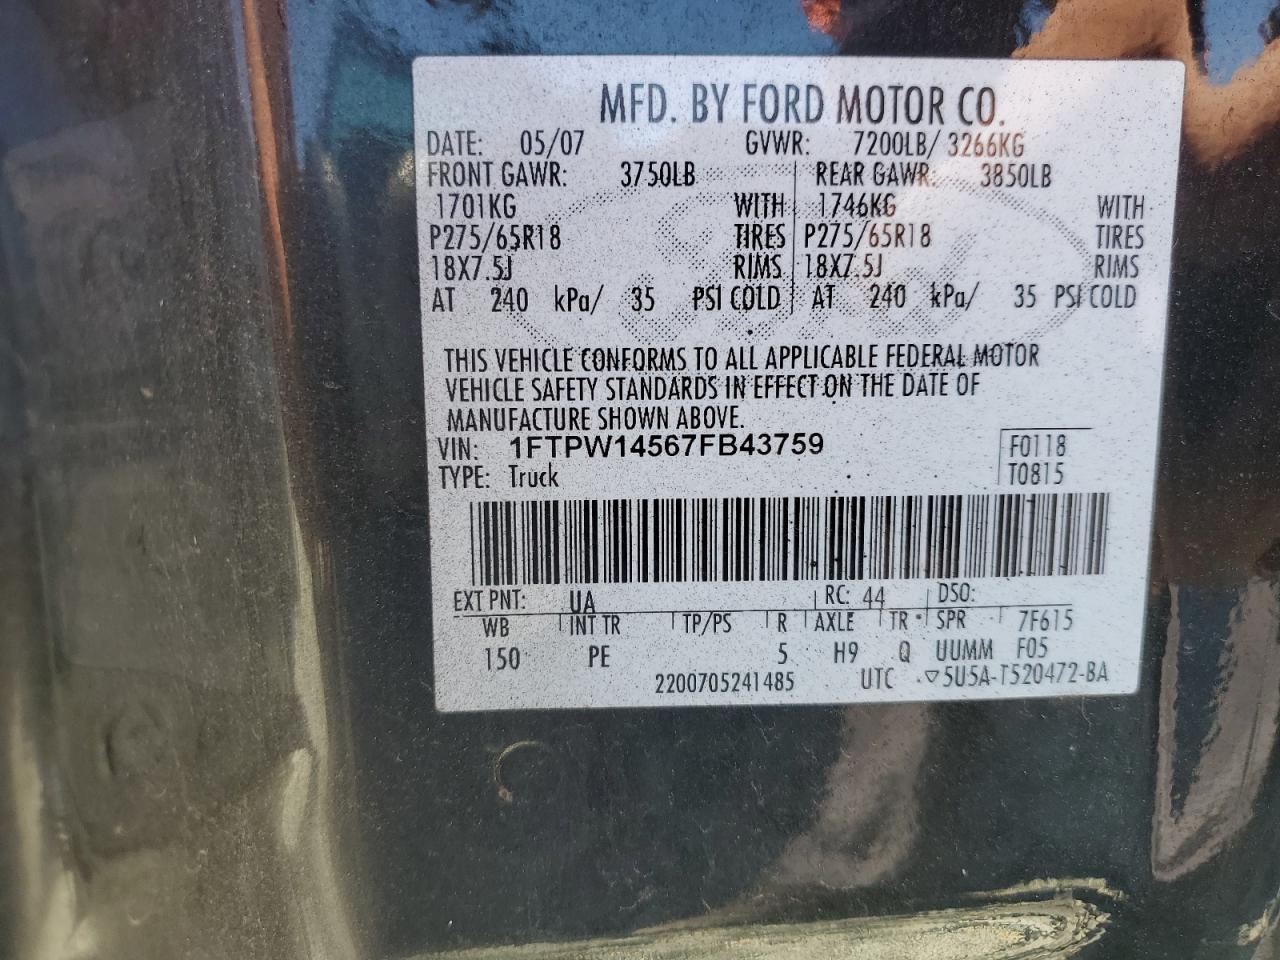 MFD. BY FORD MOTOR CO.
DATE: 05/07 GVWR: 7200LB/ 3266KG
FRONT GAWR: 3750LB REAR GAWR: 3850LB
1701KG WITH 1746KG WITH
P275/65R18 TIRES P275/65R18 TIRES
18X7.5J RIMS 18X7.5J RIMS
AT 240 kPa/ 35 PSI COLD AT 240 kPa/ 35 PSI COLD
THIS VEHICLE CONFORMS TO ALL APPLICABLE FEDERAL MOTOR
VEHICLE SAFETY STANDARDS IN EFFECT ON THE DATE OF
MANUFACTURE SHOWN ABOVE.
VIN: 1FTPW14567FB43759 F0118
TYPE: Truck T0815
EXT PNT: UA RC: 44 DSO:
WB INT TR TP/PS R AXLE TR SPR 7F615
150 PE 5 H9 Q UUMM F05
2200705241485 UTC ▽5U5A-T520472-BA